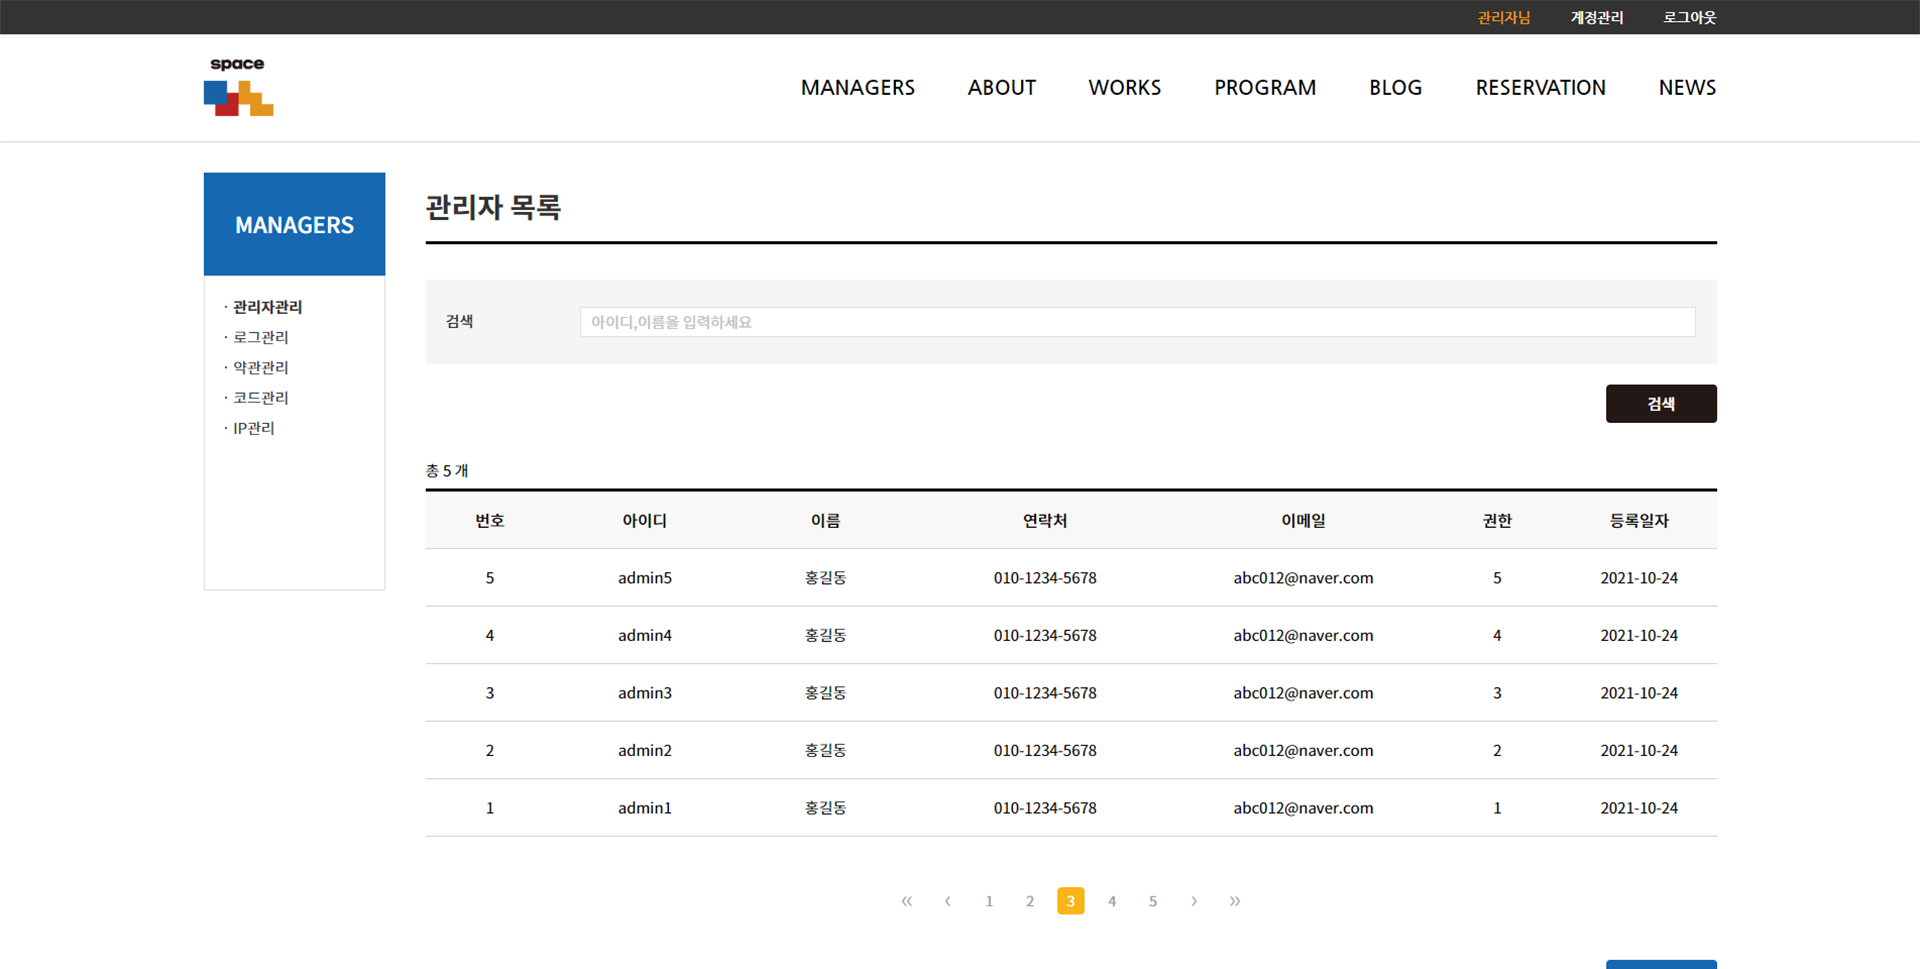 관리자님 계정관리 로그아웃
space
MANAGERS ABOUT WORKS PROGRAM BLOG RESERVATION NEWS
MANAGERS
· 관리자관리
· 로그관리
· 약관관리
· 코드관리
· IP관리
관리자 목록
검색 아이디,이름을 입력하세요
검색
총 5 개
번호 아이디 이름 연락처 이메일 권한 등록일자
5 admin5 홍길동 010-1234-5678 abc012@naver.com 5 2021-10-24
4 admin4 홍길동 010-1234-5678 abc012@naver.com 4 2021-10-24
3 admin3 홍길동 010-1234-5678 abc012@naver.com 3 2021-10-24
2 admin2 홍길동 010-1234-5678 abc012@naver.com 2 2021-10-24
1 admin1 홍길동 010-1234-5678 abc012@naver.com 1 2021-10-24
« ‹ 1 2 3 4 5 › »